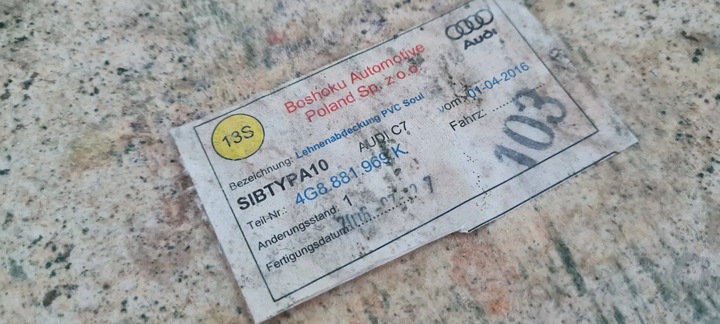 Audi
Boshoku Automotive
Poland Sp. z o.o.
13S
Bezeichnung: Lehnenabdeckung PVC Soul
vom: 01-04-2016
SIBTYPA10 AUDI C7
Fahrz.
Teil-Nr.: 4G8.881.969.K
103
Änderungsstand: 1
Fertigungsdatum: